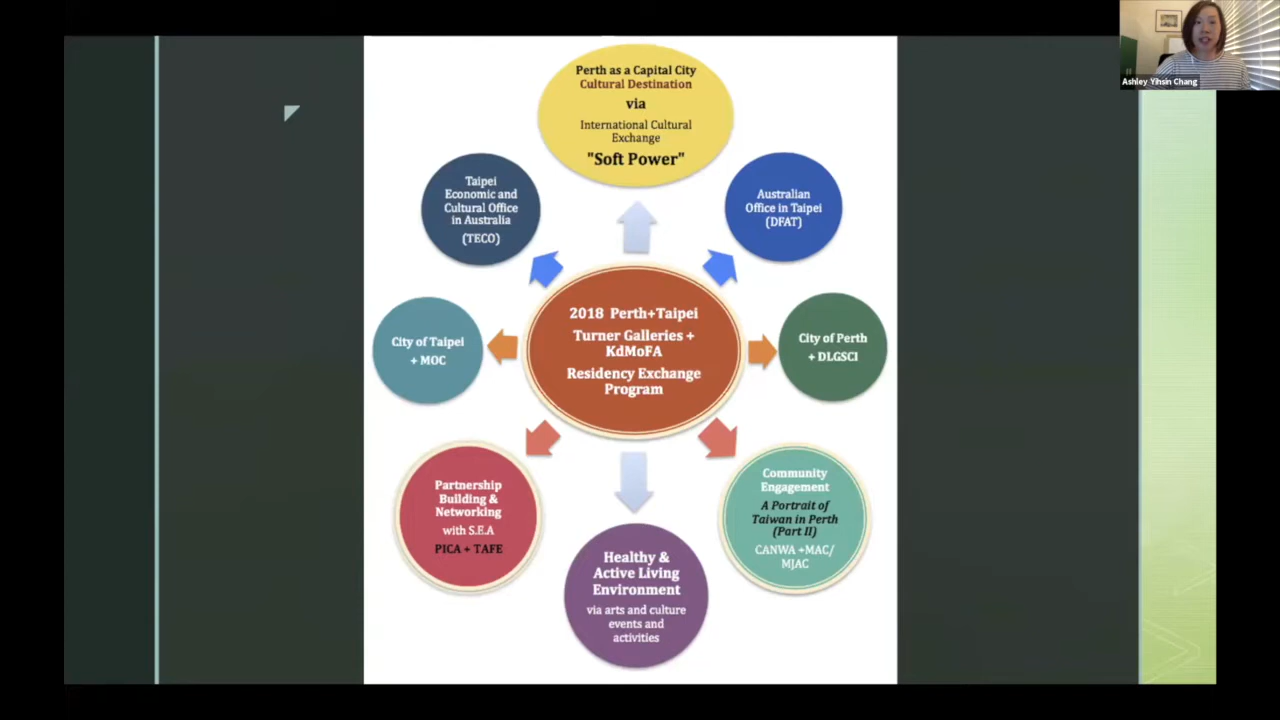 Ashley Yihsin Chang
Perth as a Capital City
Cultural Destination
via
International Cultural
Exchange
"Soft Power"
Taipei
Economic and
Cultural Office
in Australia
(TECO)
Australian
Office in Taipei
(DFAT)
City of Taipei
+ MOC
2018 Perth+Taipei
Turner Galleries +
KdMoFA
Residency Exchange
Program
City of Perth
+ DLGSCI
Partnership
Building &
Networking
with S.E.A
PICA + TAFE
Community
Engagement
A Portrait of
Taiwan in Perth
(Part II)
CANWA +MAC/
MJAC
Healthy &
Active Living
Environment
via arts and culture
events and
activities